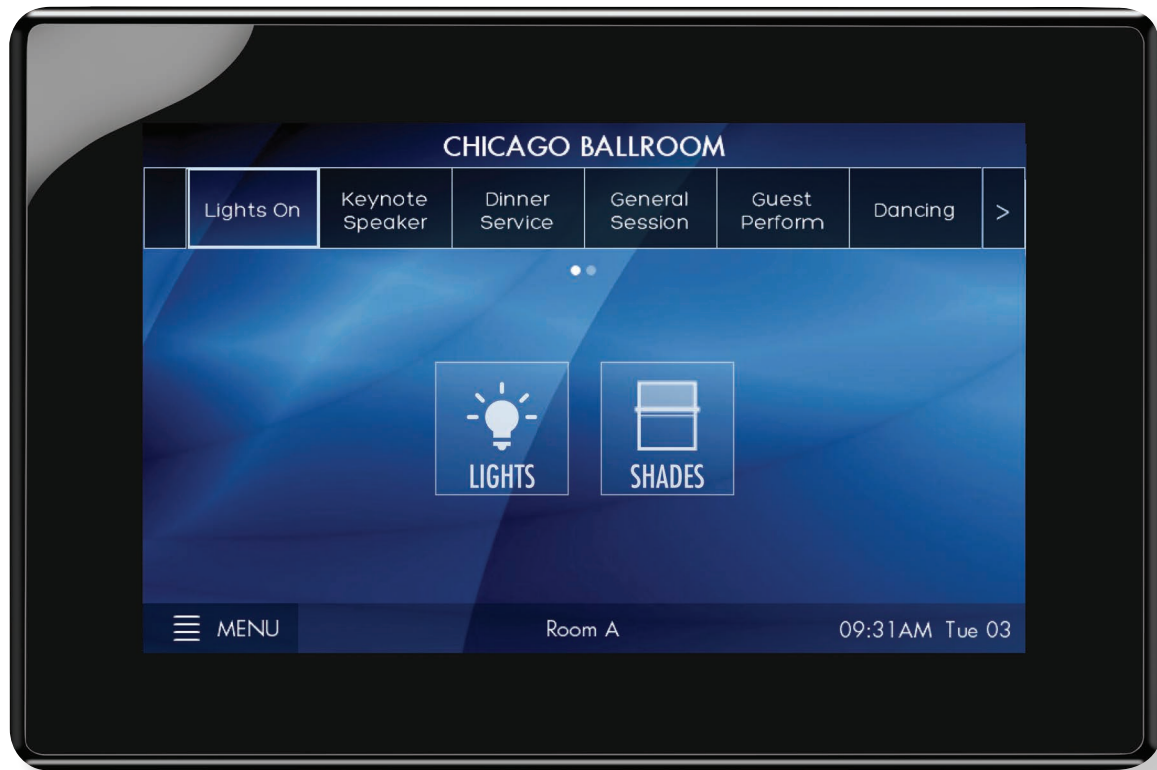 CHICAGO BALLROOM
Lights On
Keynote
Speaker
Dinner
Service
General
Session
Guest
Perform
Dancing
>
LIGHTS
SHADES
MENU
Room A
09:31AM Tue 03